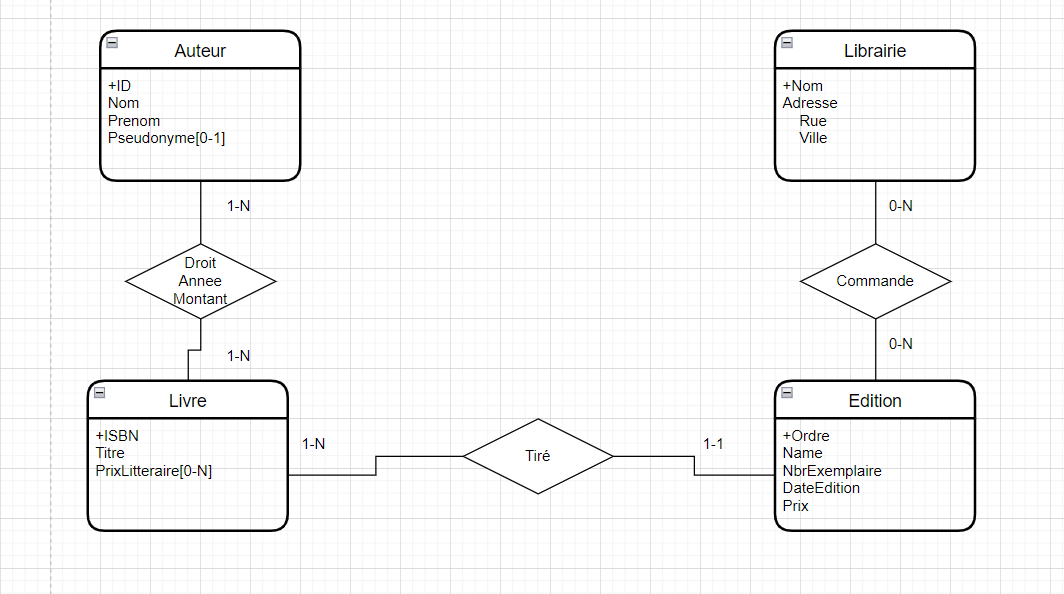 Auteur
+ID
Nom
Prenom
Pseudonyme[0-1]
Librairie
+Nom
Adresse
Rue
Ville
1-N
0-N
Droit
Annee
Montant
Commande
1-N
0-N
Livre
+ISBN
Titre
PrixLitteraire[0-N]
1-N
Tiré
1-1
Edition
+Ordre
Name
NbrExemplaire
DateEdition
Prix